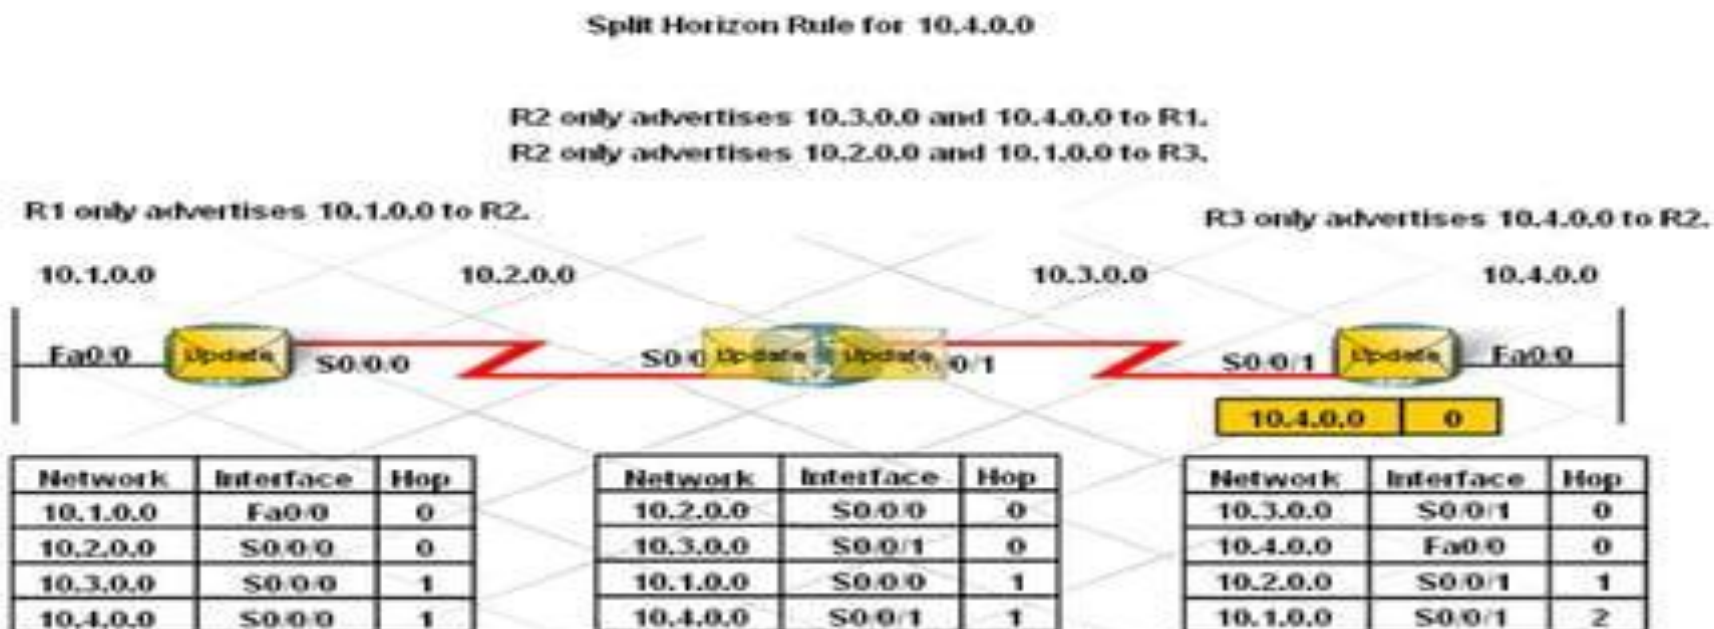 Split Horizon Rule for 10.4.0.0
R2 only advertises 10.3.0.0 and 10.4.0.0 to R1.
R2 only advertises 10.2.0.0 and 10.1.0.0 to R3.
R1 only advertises 10.1.0.0 to R2.
R3 only advertises 10.4.0.0 to R2.
10.1.0.0 10.2.0.0 10.3.0.0 10.4.0.0
Fa0/0 Update S0/0/0 Update Update 0/1 S0/0/1 Update Fa0/0
10.4.0.0 0
Network Interface Hop
10.1.0.0 Fa0/0 0
10.2.0.0 S0/0/0 0
10.3.0.0 S0/0/0 1
10.4.0.0 S0/0/0 1
Network Interface Hop
10.2.0.0 S0/0/0 0
10.3.0.0 S0/0/1 0
10.1.0.0 S0/0/0 1
10.4.0.0 S0/0/1 1
Network Interface Hop
10.3.0.0 S0/0/1 0
10.4.0.0 Fa0/0 0
10.2.0.0 S0/0/1 1
10.1.0.0 S0/0/1 2